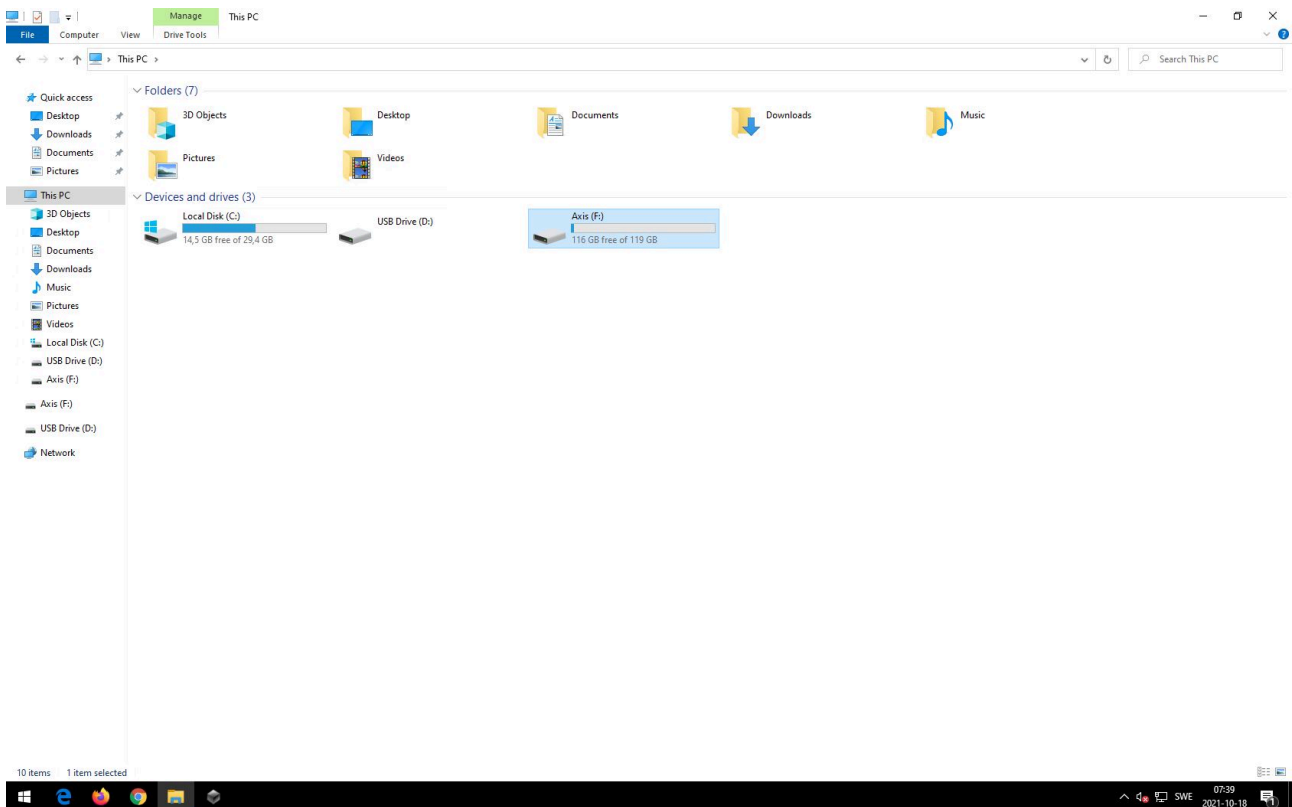 Manage This PC
File Computer View Drive Tools
This PC
Search This PC
Quick access
Desktop
Downloads
Documents
Pictures
This PC
3D Objects
Desktop
Documents
Downloads
Music
Pictures
Videos
Local Disk (C:)
USB Drive (D:)
Axis (F:)
Axis (F:)
USB Drive (D:)
Network
Folders (7)
3D Objects Desktop Documents Downloads Music
Pictures Videos
Devices and drives (3)
Local Disk (C:)
14,5 GB free of 29,4 GB
USB Drive (D:)
Axis (F:)
116 GB free of 119 GB
10 items 1 item selected
SWE
07:39
2021-10-18
1